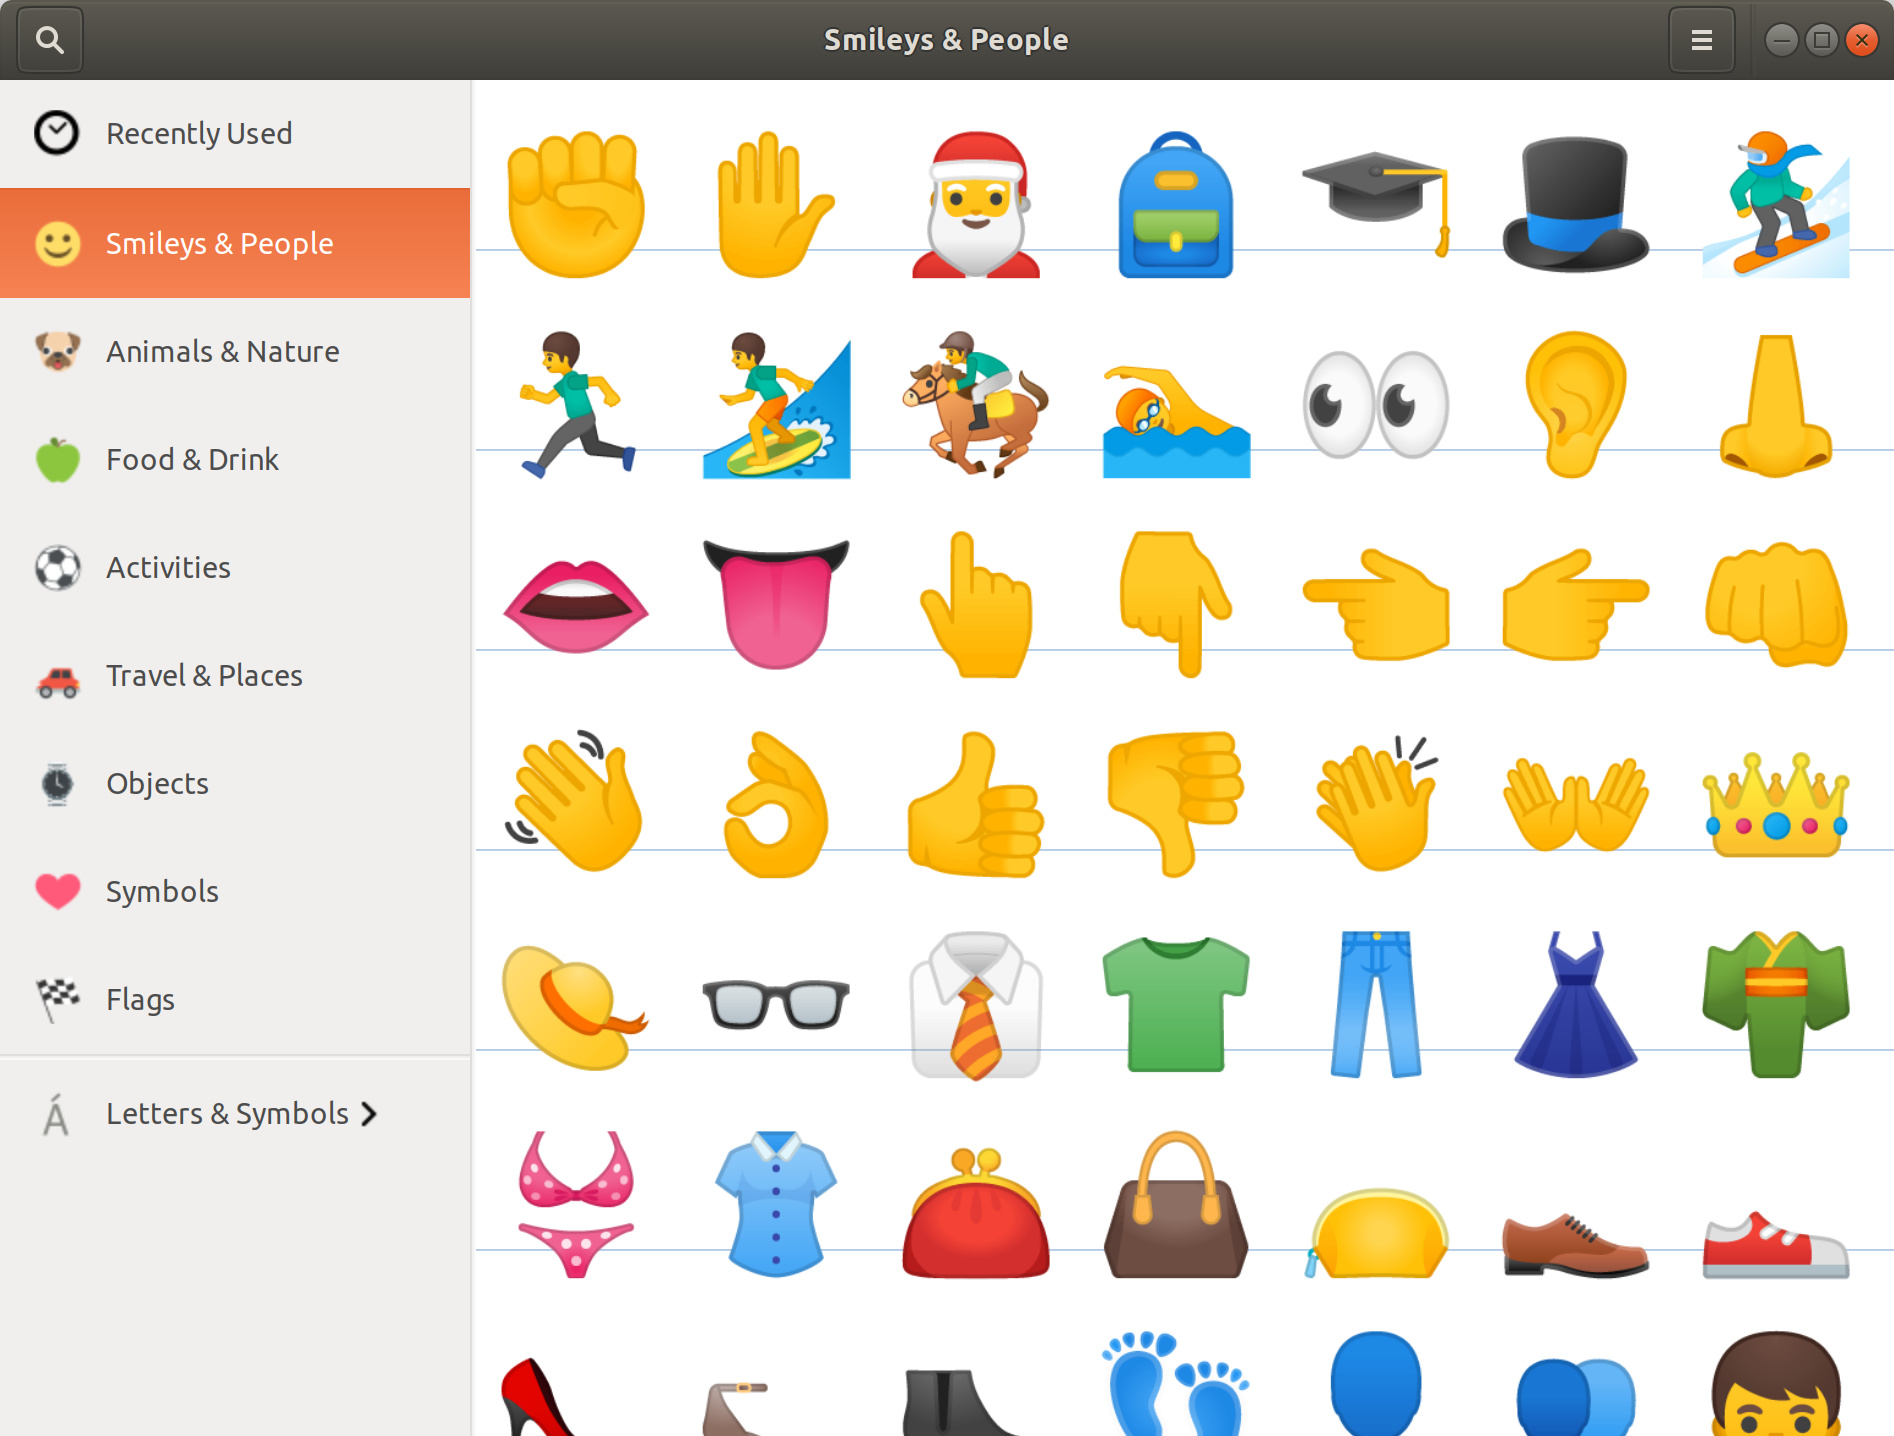 Smileys & People
Recently Used
Smileys & People
Animals & Nature
Food & Drink
Activities
Travel & Places
Objects
Symbols
Flags
Á Letters & Symbols